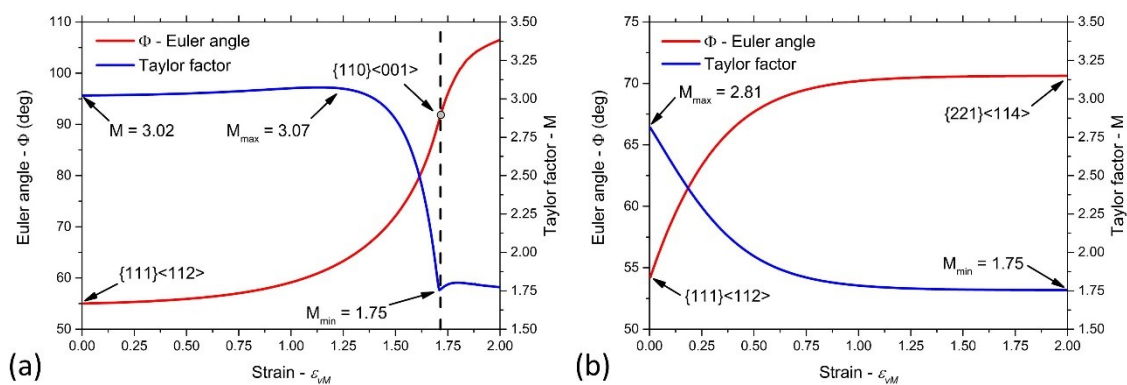 Φ - Euler angle
Taylor factor
{110}<001>
M = 3.02
M_max = 3.07
{111}<112>
M_min = 1.75
110
100
90
80
70
60
50
Euler angle - Φ (deg)
3.50
3.25
3.00
2.75
2.50
2.25
2.00
1.75
1.50
Taylor factor - M
0.00 0.25 0.50 0.75 1.00 1.25 1.50 1.75 2.00
Strain - ε_vM
(a)
Φ - Euler angle
Taylor factor
M_max = 2.81
{221}<114>
M_min = 1.75
{111}<112>
75
70
65
60
55
50
Euler angle - Φ (deg)
3.50
3.25
3.00
2.75
2.50
2.25
2.00
1.75
1.50
Taylor factor - M
0.00 0.25 0.50 0.75 1.00 1.25 1.50 1.75 2.00
Strain - ε_vM
(b)